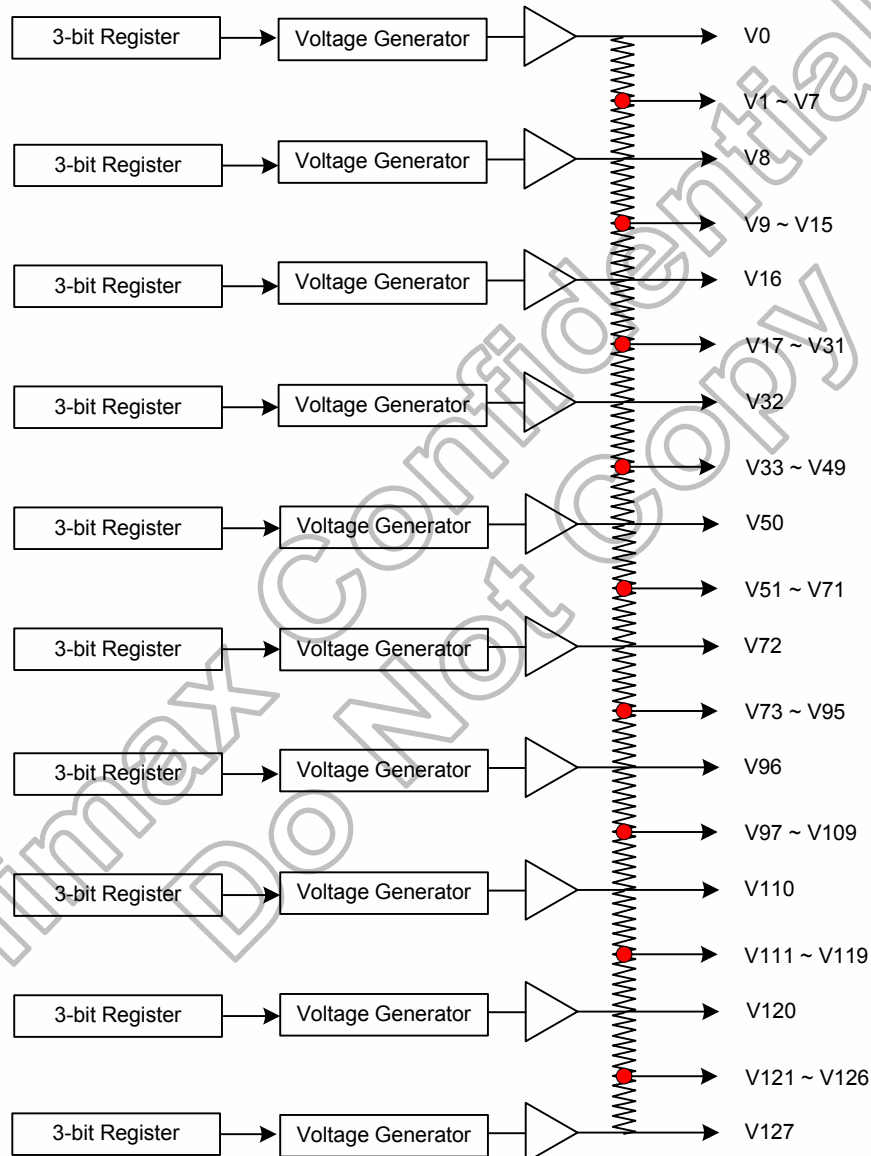 3-bit Register Voltage Generator V0
V1 ~ V7
3-bit Register Voltage Generator V8
V9 ~ V15
3-bit Register Voltage Generator V16
V17 ~ V31
3-bit Register Voltage Generator V32
V33 ~ V49
3-bit Register Voltage Generator V50
V51 ~ V71
3-bit Register Voltage Generator V72
V73 ~ V95
3-bit Register Voltage Generator V96
V97 ~ V109
3-bit Register Voltage Generator V110
V111 ~ V119
3-bit Register Voltage Generator V120
V121 ~ V126
3-bit Register Voltage Generator V127
Confidential
Do Not Copy